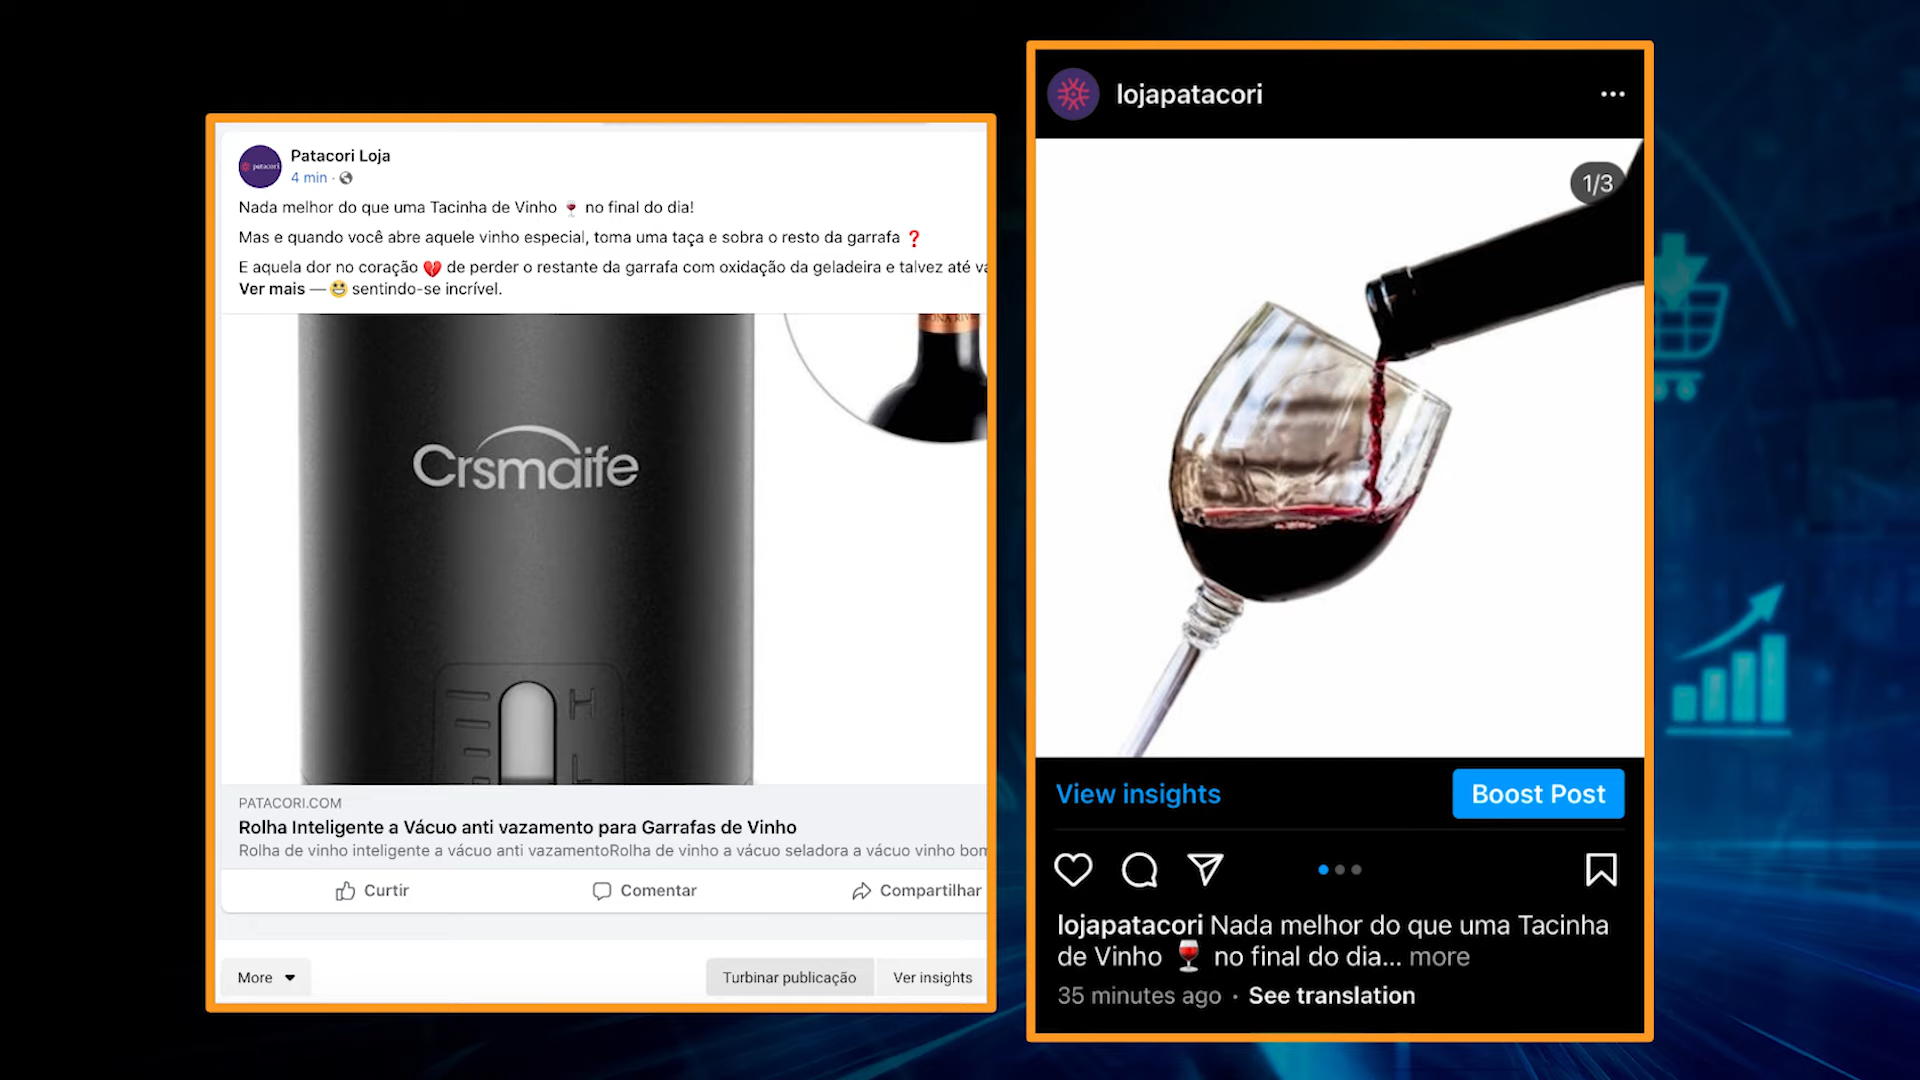 Patacori Loja
4 min ·
Nada melhor do que uma Tacinha de Vinho 🍷 no final do dia!
Mas e quando você abre aquele vinho especial, toma uma taça e sobra o resto da garrafa ❓
E aquela dor no coração 💔 de perder o restante da garrafa com oxidação da geladeira e talvez até
Ver mais — 😀 sentindo-se incrível.
Crsmaife
H
L
PATACORI.COM
Rolha Inteligente a Vácuo anti vazamento para Garrafas de Vinho
Rolha de vinho inteligente a vácuo anti vazamentoRolha de vinho a vácuo seladora a vácuo vinho
Curtir
Comentar
Compartilhar
More
Turbinar publicação
Ver insights
lojapatacori
1/3
View insights
Boost Post
lojapatacori Nada melhor do que uma Tacinha
de Vinho 🍷 no final do dia... more
35 minutes ago · See translation